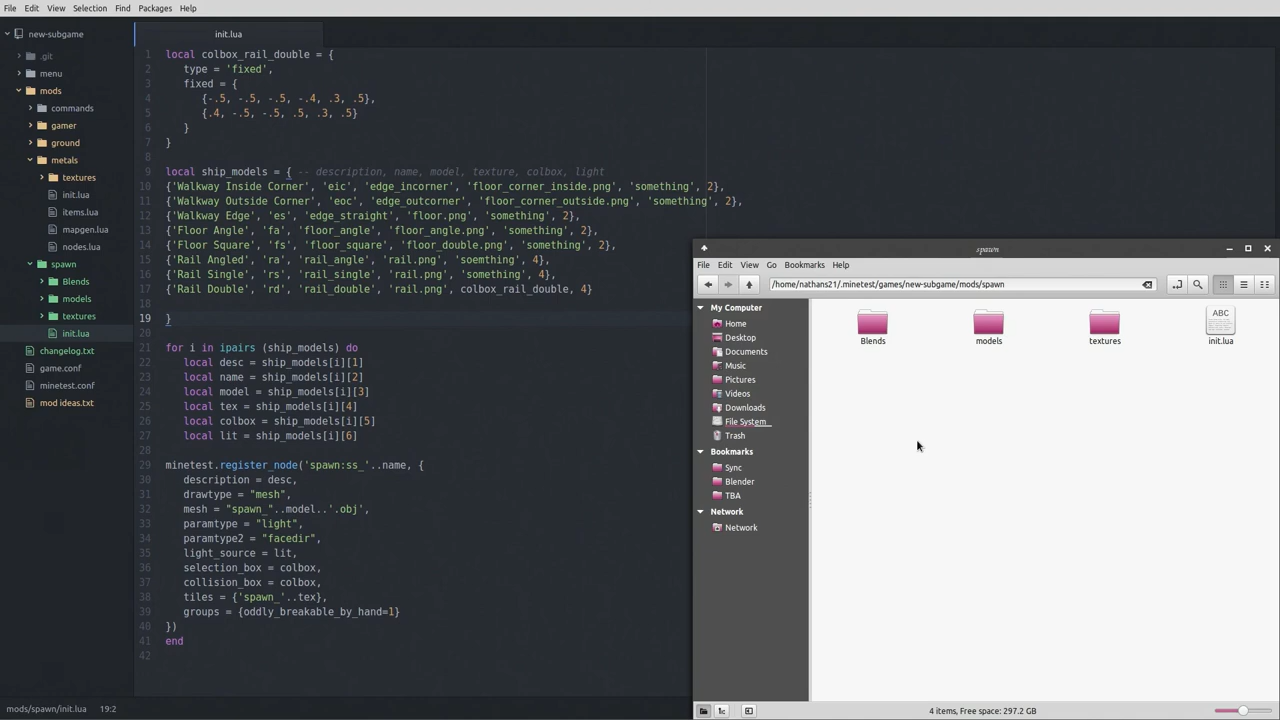 File Edit View Selection Find Packages Help
new-subgame
.git
menu
mods
commands
gamer
ground
metals
textures
init.lua
items.lua
mapgen.lua
nodes.lua
spawn
Blends
models
textures
init.lua
changelog.txt
game.conf
minetest.conf
mod ideas.txt
init.lua
1 local colbox_rail_double = {
2 type = 'fixed',
3 fixed = {
4 {-.5, -.5, -.5, -.4, .3, .5},
5 {.4, -.5, -.5, .5, .3, .5}
6 }
7 }
8
9 local ship_models = { -- description, name, model, texture, colbox, light
10 {'Walkway Inside Corner', 'eic', 'edge_incorner', 'floor_corner_inside.png', 'something', 2},
11 {'Walkway Outside Corner', 'eoc', 'edge_outcorner', 'floor_corner_outside.png', 'something', 2},
12 {'Walkway Edge', 'es', 'edge_straight', 'floor.png', 'something', 2},
13 {'Floor Angle', 'fa', 'floor_angle', 'floor_angle.png', 'something', 2},
14 {'Floor Square', 'fs', 'floor_square', 'floor_double.png', 'something', 2},
15 {'Rail Angled', 'ra', 'rail_angle', 'rail.png', 'soemthing', 4},
16 {'Rail Single', 'rs', 'rail_single', 'rail.png', 'something', 4},
17 {'Rail Double', 'rd', 'rail_double', 'rail.png', colbox_rail_double, 4}
18
19 }
20
21 for i in ipairs (ship_models) do
22 local desc = ship_models[i][1]
23 local name = ship_models[i][2]
24 local model = ship_models[i][3]
25 local tex = ship_models[i][4]
26 local colbox = ship_models[i][5]
27 local lit = ship_models[i][6]
28
29 minetest.register_node('spawn:ss_'..name, {
30 description = desc,
31 drawtype = "mesh",
32 mesh = "spawn_"..model..'.obj',
33 paramtype = "light",
34 paramtype2 = "facedir",
35 light_source = lit,
36 selection_box = colbox,
37 collision_box = colbox,
38 tiles = {'spawn_'..tex},
39 groups = {oddly_breakable_by_hand=1}
40 })
41 end
42
mods/spawn/init.lua 19:2
spawn
File Edit View Go Bookmarks Help
/home/nathans21/.minetest/games/new-subgame/mods/spawn
My Computer
Home
Desktop
Documents
Music
Pictures
Videos
Downloads
File System
Trash
Bookmarks
Sync
Blender
TBA
Network
Network
Blends
models
textures
ABC
init.lua
4 items, Free space: 297.2 GB